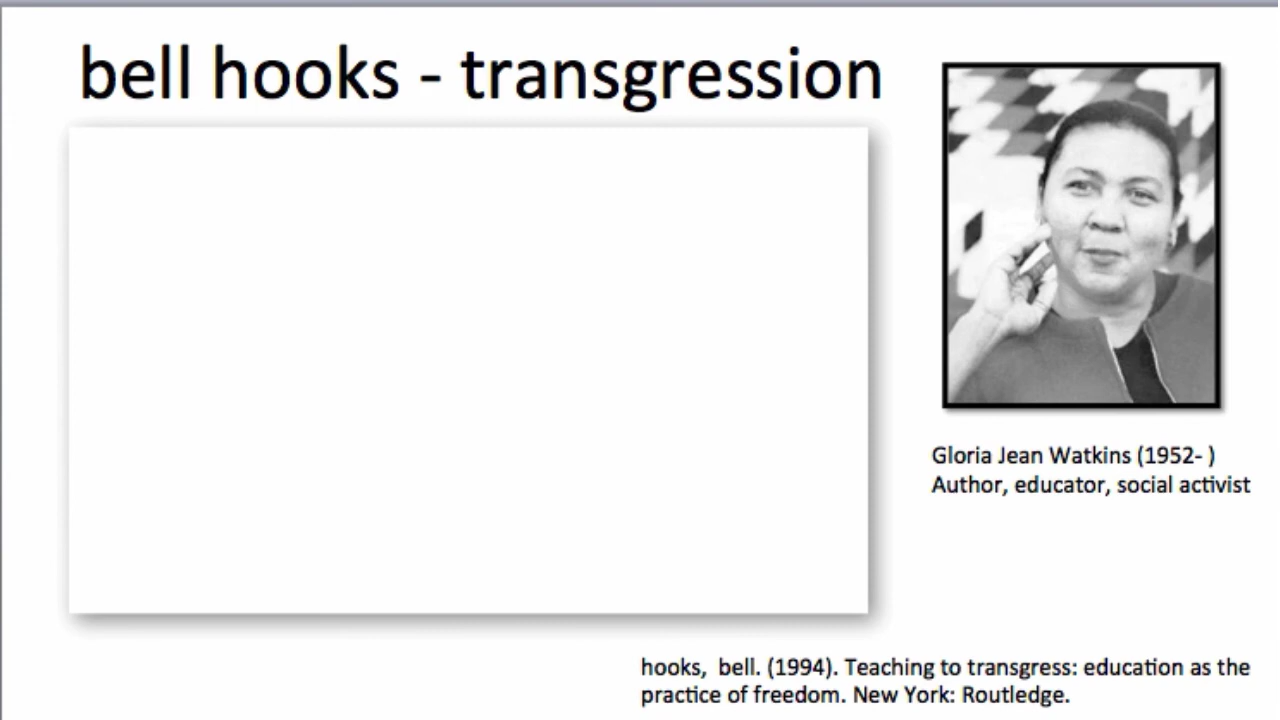 bell hooks - transgression
Gloria Jean Watkins (1952- )
Author, educator, social activist
hooks,  bell. (1994). Teaching to transgress: education as the
practice of freedom. New York: Routledge.